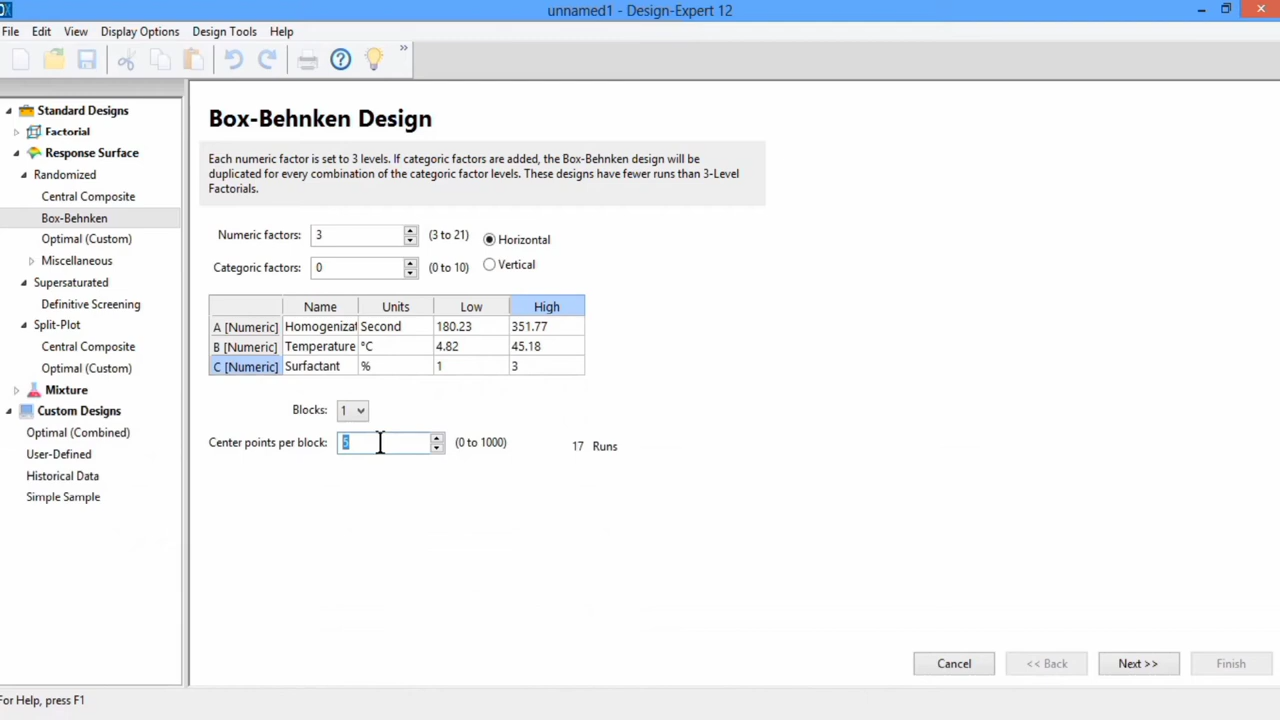 unnamed1 - Design-Expert 12
File Edit View Display Options Design Tools Help
Standard Designs
Factorial
Response Surface
Randomized
Central Composite
Box-Behnken
Optimal (Custom)
Miscellaneous
Supersaturated
Definitive Screening
Split-Plot
Central Composite
Optimal (Custom)
Mixture
Custom Designs
Optimal (Combined)
User-Defined
Historical Data
Simple Sample
Box-Behnken Design
Each numeric factor is set to 3 levels. If categoric factors are added, the Box-Behnken design will be
duplicated for every combination of the categoric factor levels. These designs have fewer runs than 3-Level
Factorials.
Numeric factors: 3 (3 to 21) Horizontal
Categoric factors: 0 (0 to 10) Vertical
Name Units Low High
A [Numeric] Homogenizat Second 180.23 351.77
B [Numeric] Temperature °C 4.82 45.18
C [Numeric] Surfactant % 1 3
Blocks: 1
Center points per block: 5 (0 to 1000) 17 Runs
Cancel << Back Next >> Finish
For Help, press F1